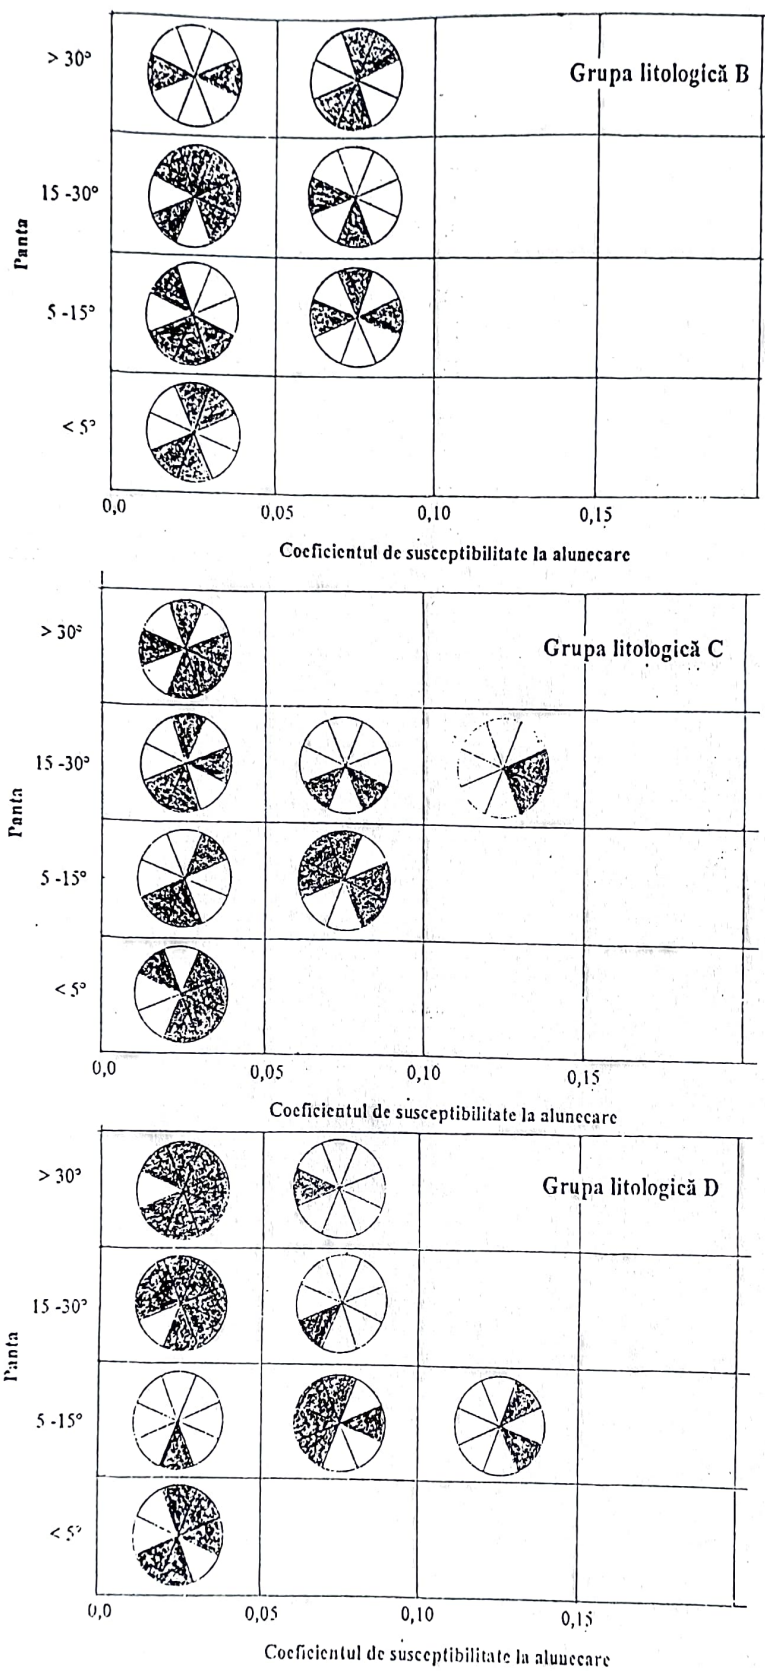 > 30°
Grupa litologică B
15 -30°
Panta
5 -15°
< 5°
0,0 0,05 0,10 0,15
Coeficientul de susceptibilitate la alunecare
> 30°
Grupa litologică C
15 -30°
Panta
5 -15°
< 5°
0,0 0,05 0,10 0,15
Coeficientul de susceptibilitate la alunecare
> 30°
Grupa litologică D
15 -30°
Panta
5 -15°
< 5°
0,0 0,05 0,10 0,15
Coeficientul de susceptibilitate la alunecare